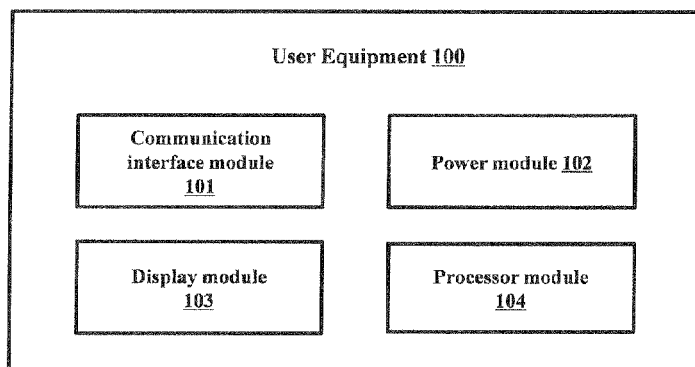 User Equipment 100
Communication
interface module
101
Power module 102
Display module
103
Processor module
104